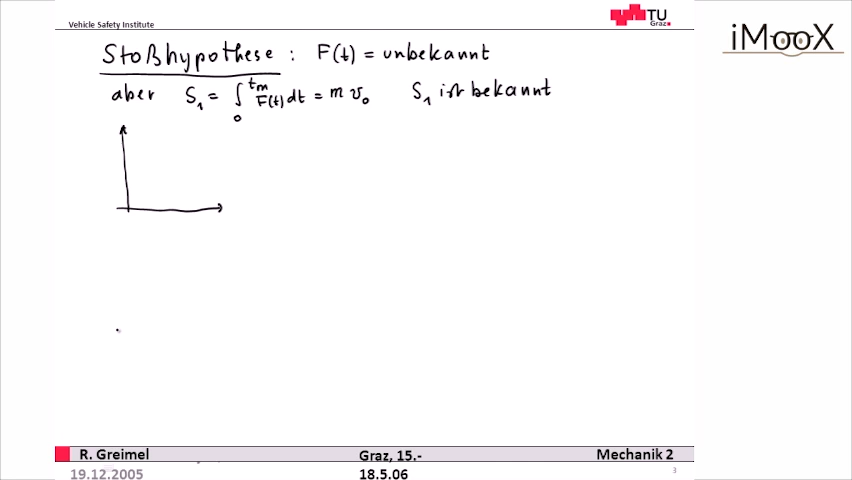 Vehicle Safety Institute
TU
Graz
iMooX
Stoßhypothese : F(t) = unbekannt
aber S₁ = ∫₀^tm F(t) dt = m v₀ S₁ ist bekannt
R. Greimel Graz, 15.- Mechanik 2
19.12.2005 18.5.06 3